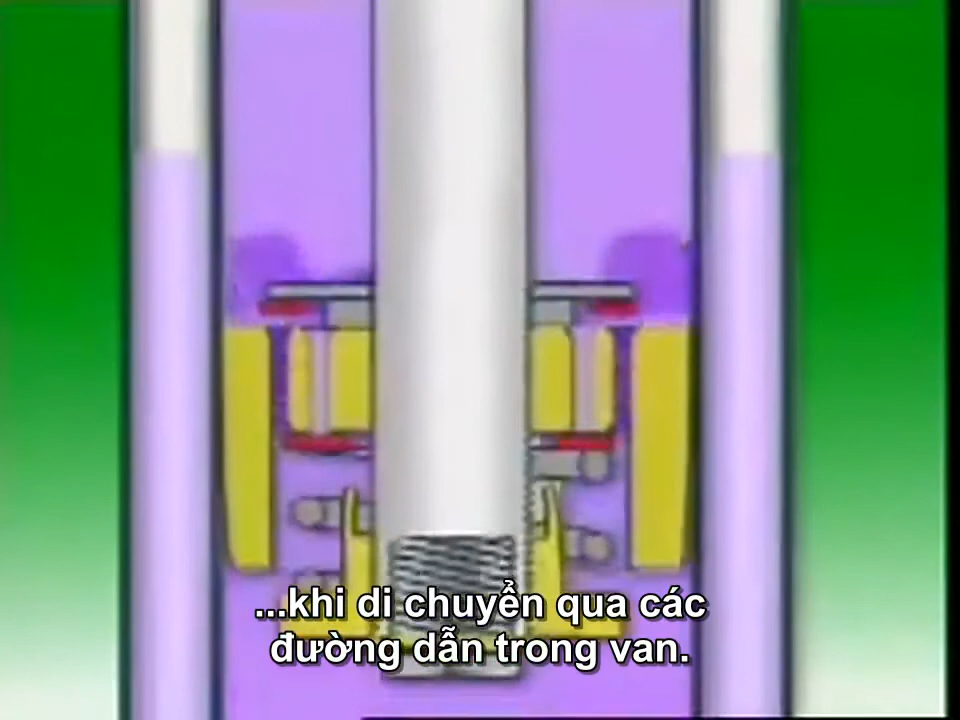 ...khi di chuyển qua các
đường dẫn trong van.